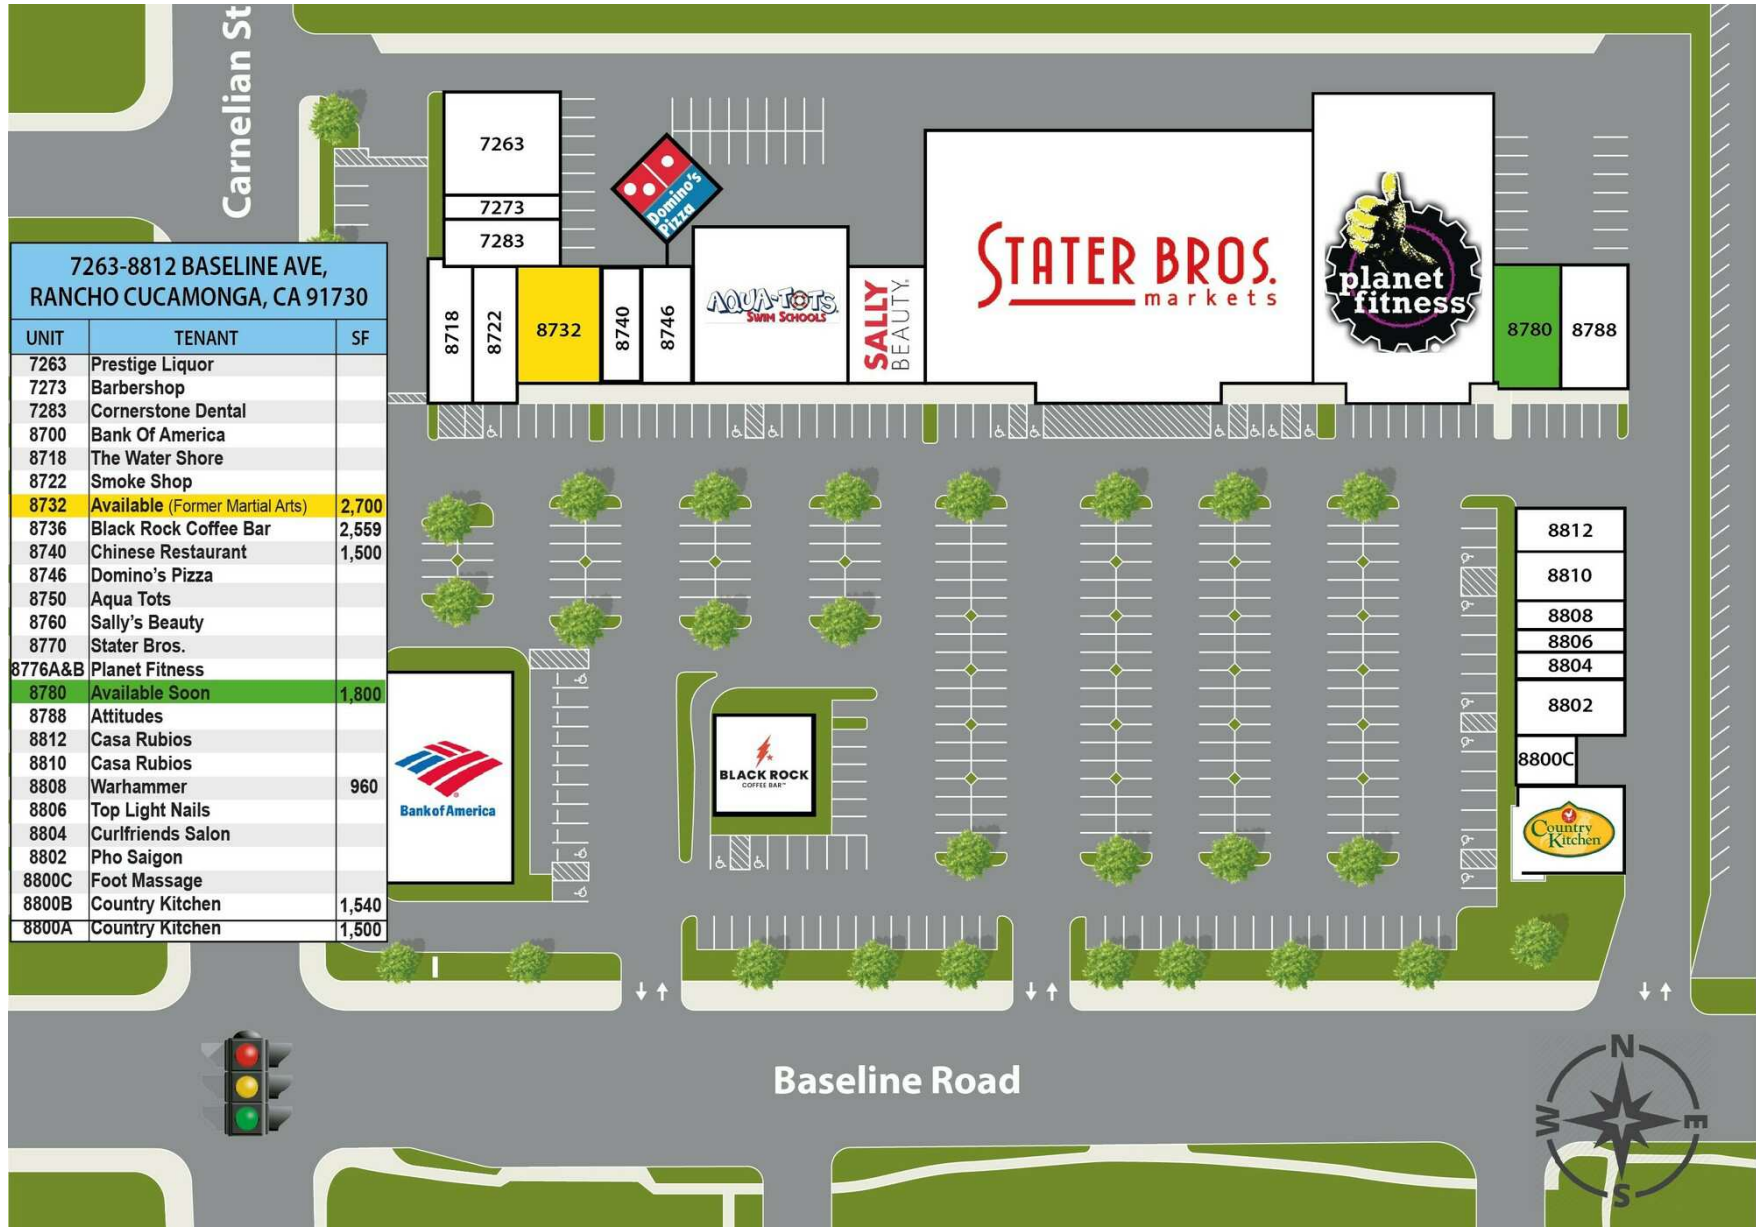 Carnelian St
7263-8812 BASELINE AVE,
RANCHO CUCAMONGA, CA 91730
UNIT TENANT SF
7263 Prestige Liquor
7273 Barbershop
7283 Cornerstone Dental
8700 Bank Of America
8718 The Water Shore
8722 Smoke Shop
8732 Available (Former Martial Arts) 2,700
8736 Black Rock Coffee Bar 2,559
8740 Chinese Restaurant 1,500
8746 Domino's Pizza
8750 Aqua Tots
8760 Sally's Beauty
8770 Stater Bros.
8776A&B Planet Fitness
8780 Available Soon 1,800
8788 Attitudes
8812 Casa Rubios
8810 Casa Rubios
8808 Warhammer 960
8806 Top Light Nails
8804 Curlfriends Salon
8802 Pho Saigon
8800C Foot Massage
8800B Country Kitchen 1,540
8800A Country Kitchen 1,500
7263
7273
7283
8718
8722
8732
8740
8746
Domino's
Pizza
AQUA-TOTS
SWIM SCHOOLS
SALLY
BEAUTY
STATER BROS.
markets
planet
fitness
8780
8788
8812
8810
8808
8806
8804
8802
8800C
Country
Kitchen
Bank of America
BLACK ROCK
COFFEE BAR
Baseline Road
N
W
E
S